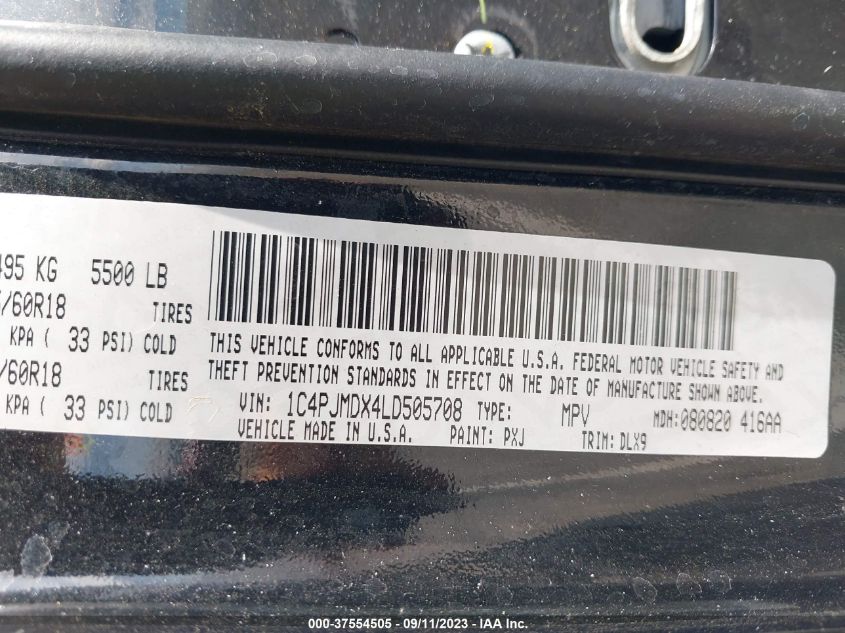 495 KG 5500 LB
/60R18 TIRES
KPA ( 33 PSI) COLD
/60R18 TIRES
KPA ( 33 PSI) COLD
THIS VEHICLE CONFORMS TO ALL APPLICABLE U.S.A. FEDERAL MOTOR VEHICLE SAFETY AND
THEFT PREVENTION STANDARDS IN EFFECT ON THE DATE OF MANUFACTURE SHOWN ABOVE.
VIN: 1C4PJMDX4LD505708 TYPE: MPV MDH:080820 416AA
VEHICLE MADE IN U.S.A. PAINT: PXJ TRIM: DLX9
000-37554505 - 09/11/2023 - IAA Inc.